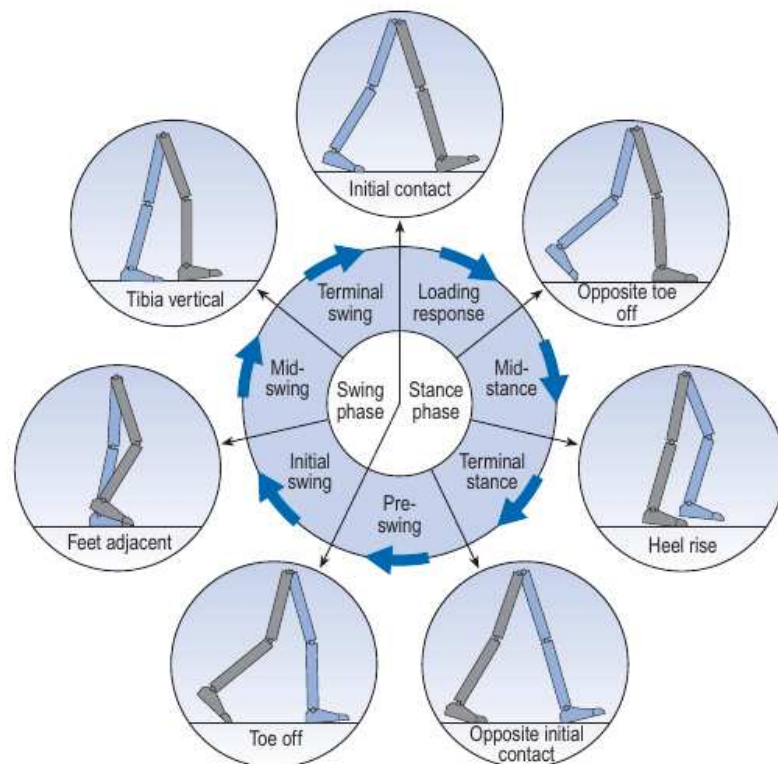 Initial contact
Tibia vertical
Opposite toe
off
Terminal
swing
Loading
response
Mid-
swing
Swing
phase
Stance
phase
Mid-
stance
Initial
swing
Terminal
stance
Pre-
swing
Feet adjacent
Heel rise
Toe off
Opposite initial
contact